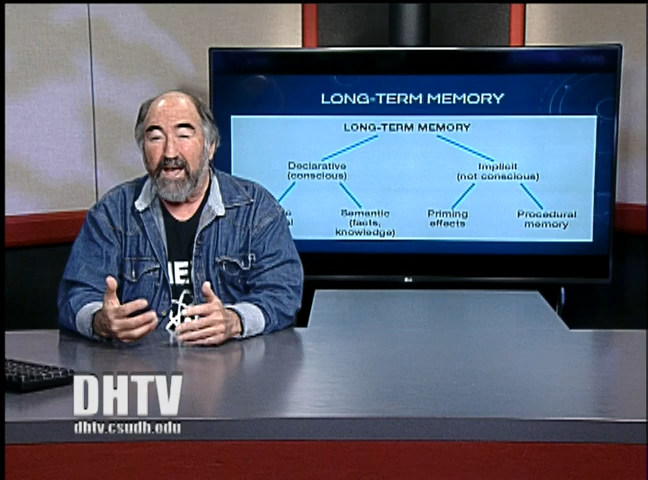 LONG-TERM MEMORY
LONG-TERM MEMORY
Declarative
(conscious)
Implicit
(not conscious)
Semantic
(facts,
knowledge)
Priming
effects
Procedural
memory
DHTV
dhtv.csudh.edu